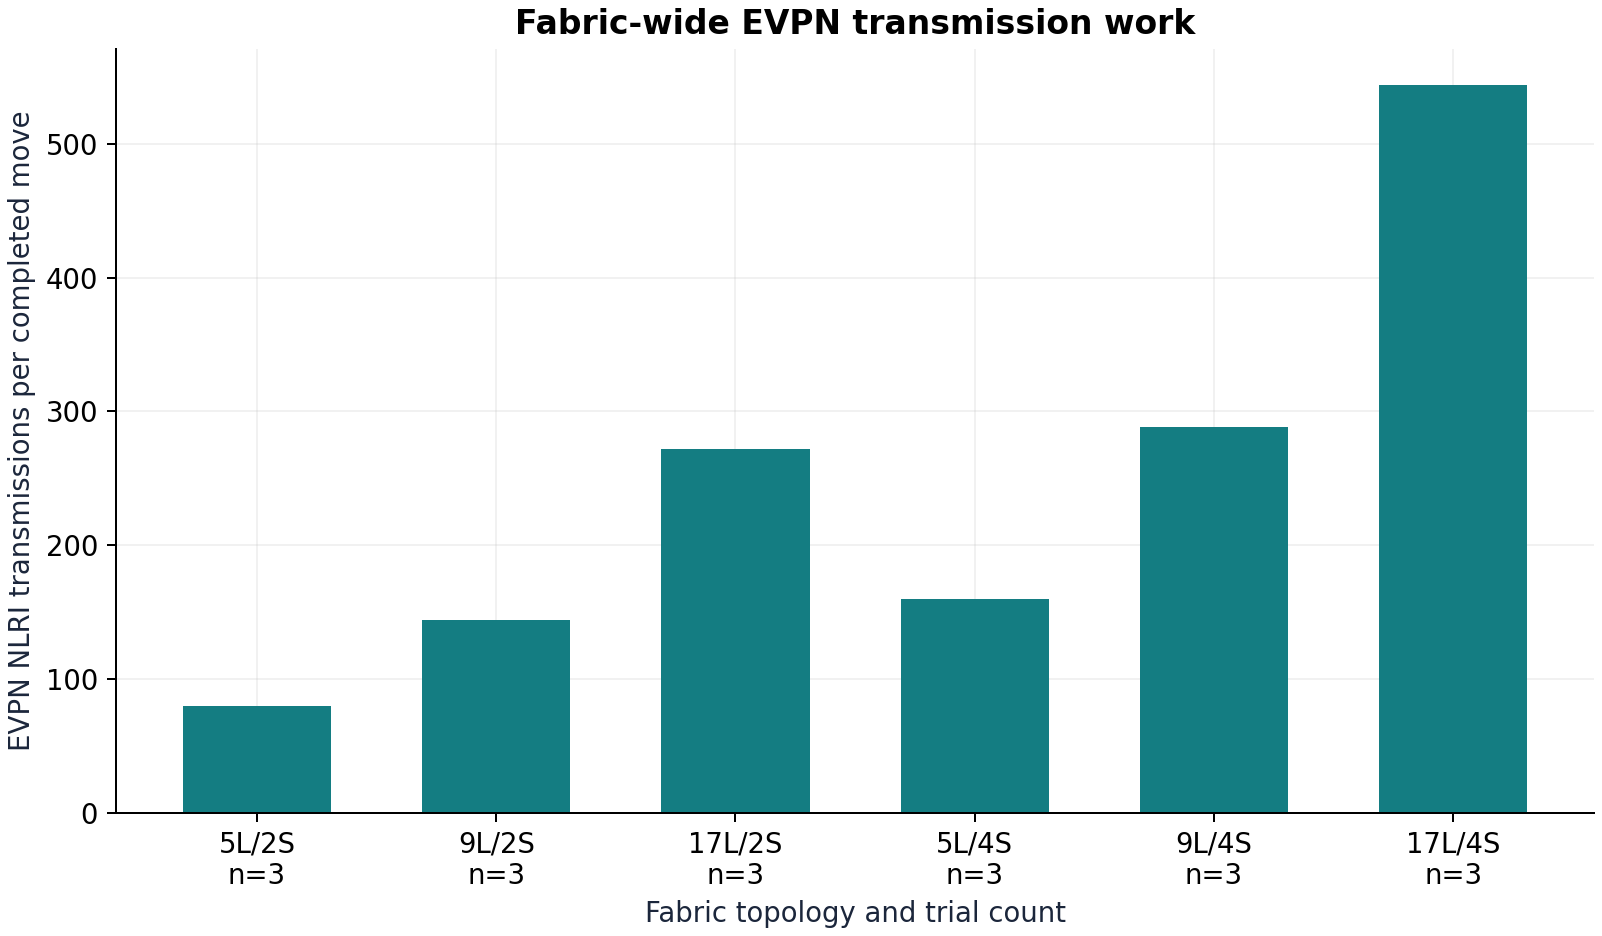 Fabric-wide EVPN transmission work
EVPN NLRI transmissions per completed move
500
400
300
200
100
0
5L/2S
n=3
9L/2S
n=3
17L/2S
n=3
5L/4S
n=3
9L/4S
n=3
17L/4S
n=3
Fabric topology and trial count